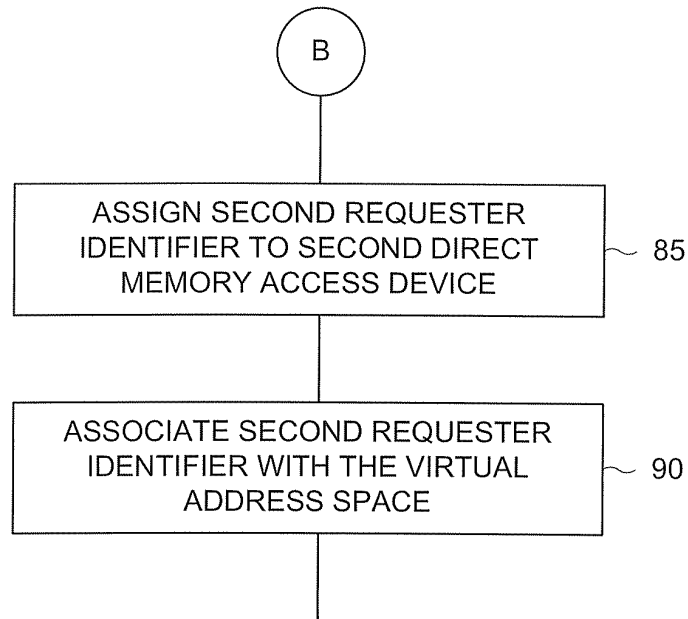 B
ASSIGN SECOND REQUESTER
IDENTIFIER TO SECOND DIRECT
MEMORY ACCESS DEVICE
85
ASSOCIATE SECOND REQUESTER
IDENTIFIER WITH THE VIRTUAL
ADDRESS SPACE
90